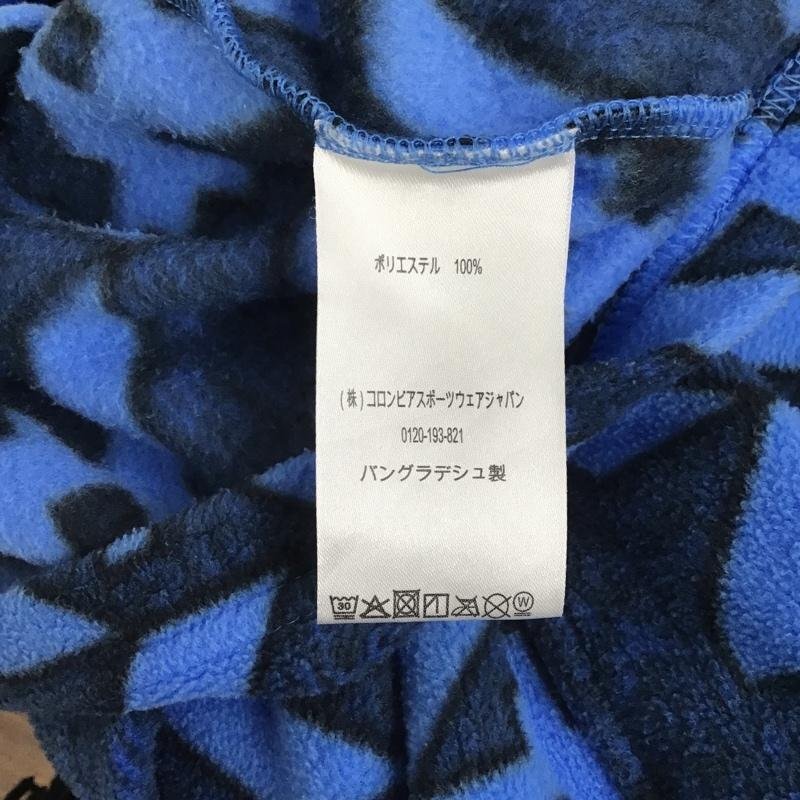 ポリエステル 100%
(株)コロンビアスポーツウェアジャパン
0120-193-821
バングラデシュ製
30 W